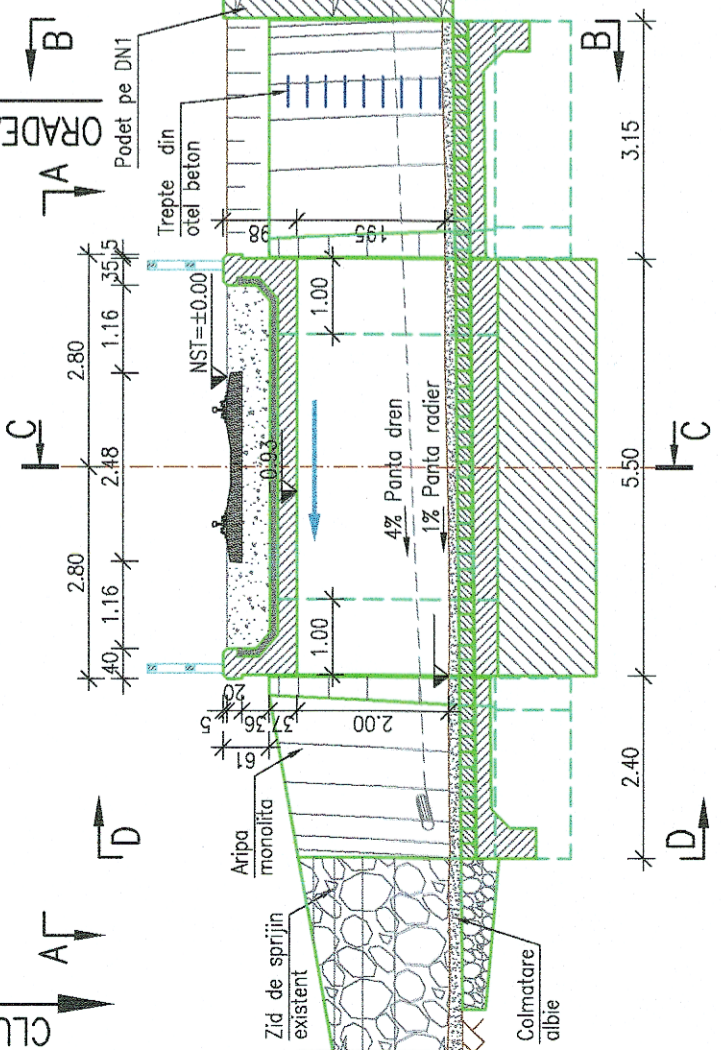 B
ORADEA
A
Podet pe DN1
Trepte din
otel beton
C
2.80
2.80
40
1.16
2.48
1.16
35
5
NST=±0.00
0.93
98
195
1.00
1.00
5
20
36
37
61
2.00
4% Panta dren
1% Panta radier
D
A
CLU
Aripa
monolita
Zid de sprijin
existent
Colmatare
albie
B
3.15
5.50
2.40
C
D